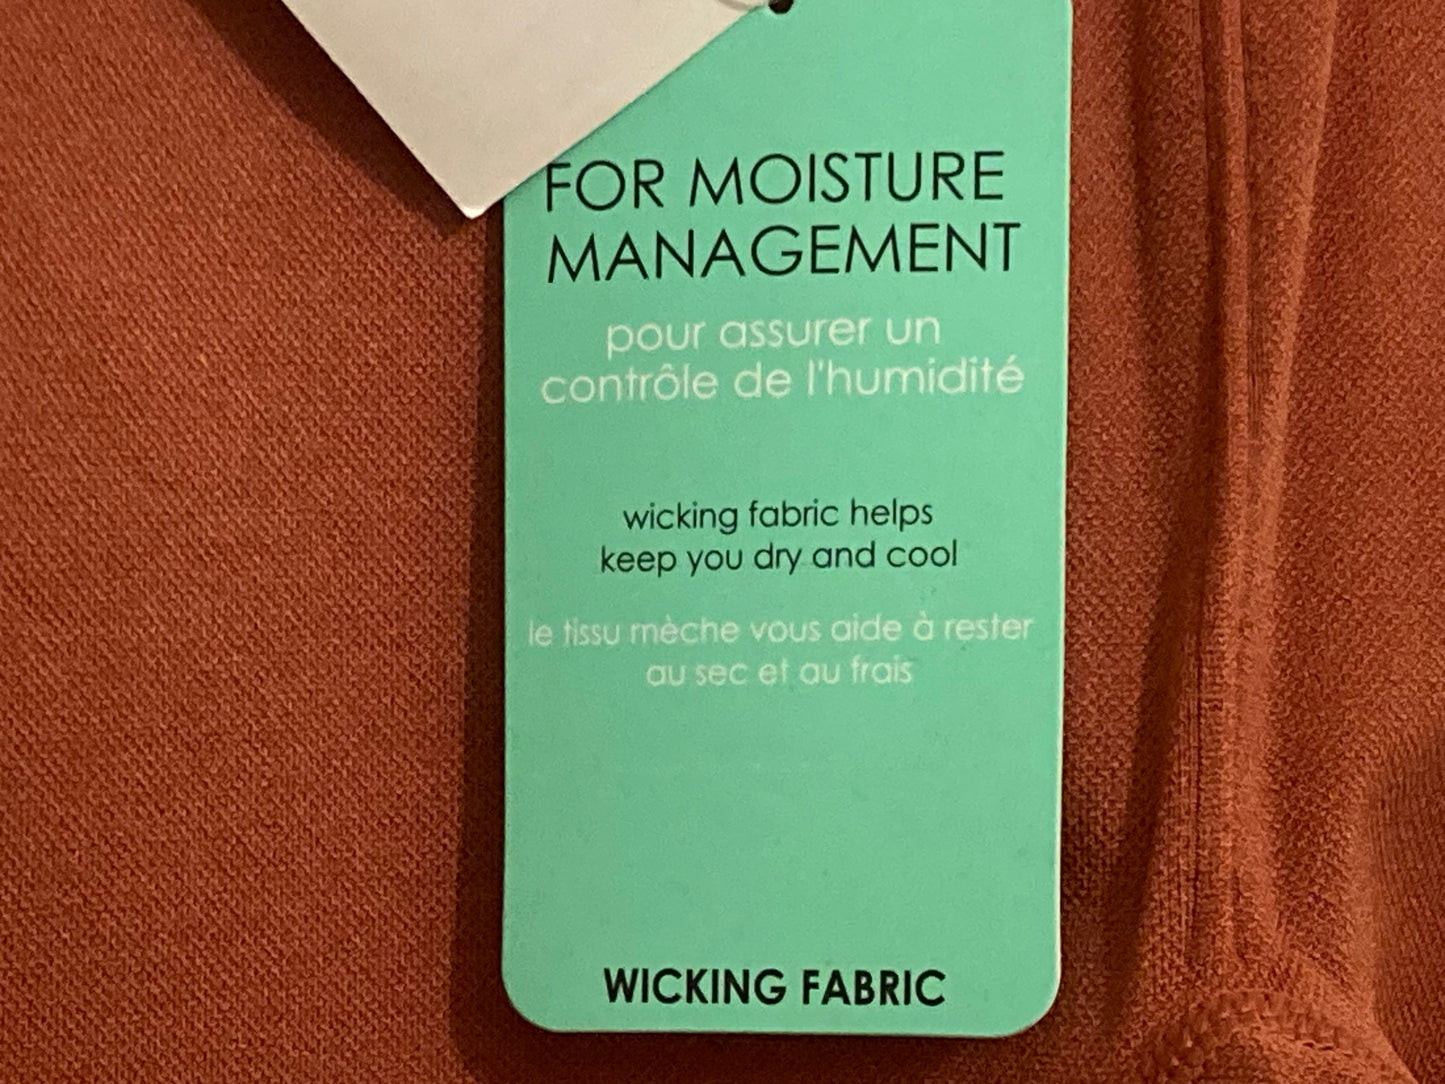 FOR MOISTURE
MANAGEMENT
pour assurer un
contrôle de l'humidité
wicking fabric helps
keep you dry and cool
le tissu mèche vous aide à rester
au sec et au frais
WICKING FABRIC